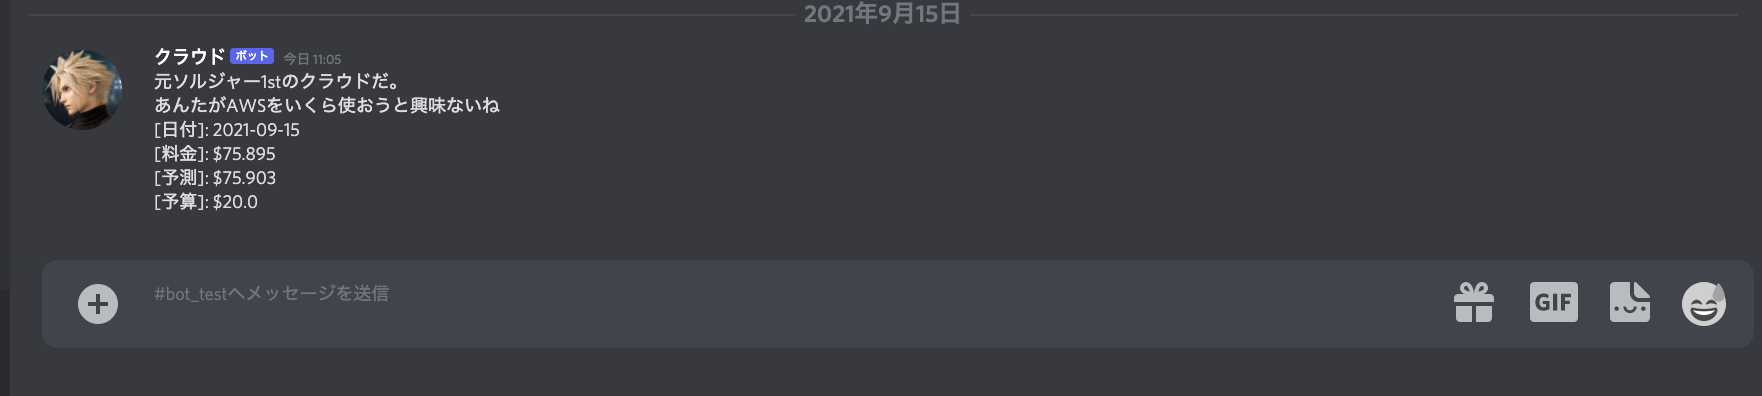 2021年9月15日
クラウド ボット 今日 11:05
元ソルジャー1stのクラウドだ。
あんたがAWSをいくら使おうと興味ないね
[日付]: 2021-09-15
[料金]: $75.895
[予測]: $75.903
[予算]: $20.0
#bot_testへメッセージを送信
GIF